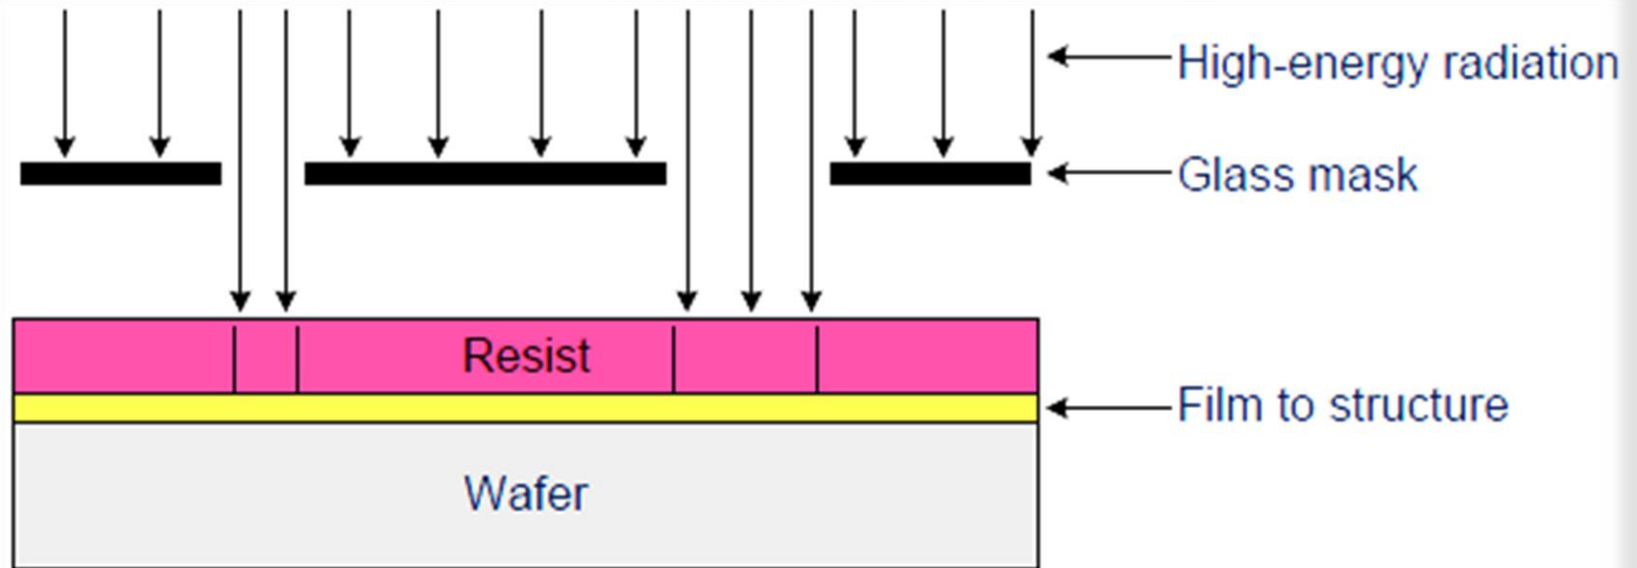 High-energy radiation
Glass mask
Resist
Film to structure
Wafer